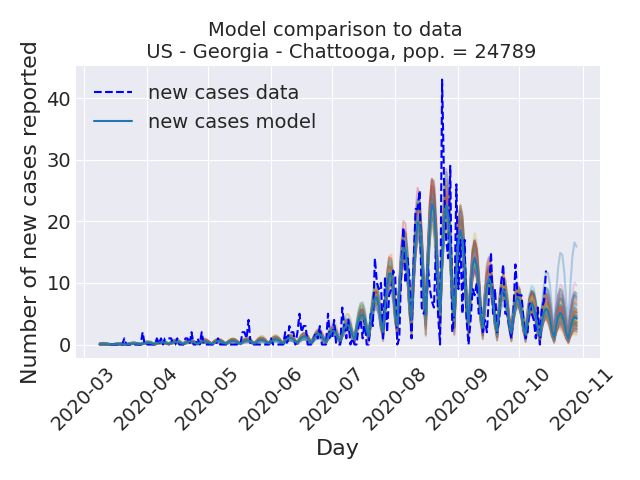 Model comparison to data
US - Georgia - Chattooga, pop. = 24789
Number of new cases reported
40
30
20
10
0
new cases data
new cases model
2020-03
2020-04
2020-05
2020-06
2020-07
2020-08
2020-09
2020-10
2020-11
Day